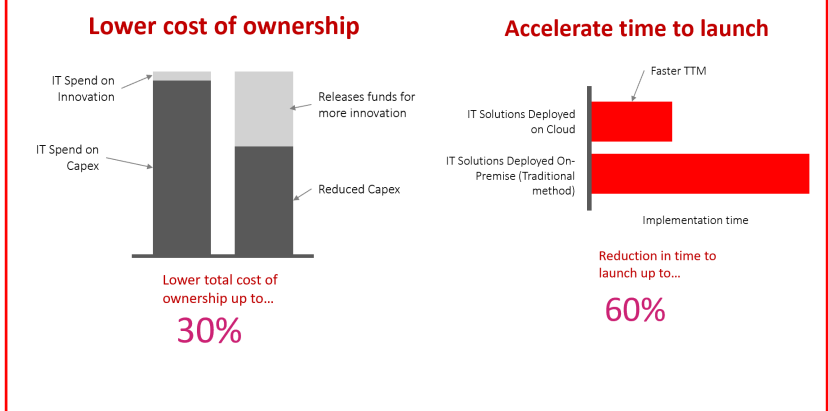 Lower cost of ownership
IT Spend on
Innovation
IT Spend on
Capex
Releases funds for
more innovation
Reduced Capex
Lower total cost of
ownership up to...
30%
Accelerate time to launch
Faster TTM
IT Solutions Deployed
on Cloud
IT Solutions Deployed On-
Premise (Traditional
method)
Implementation time
Reduction in time to
launch up to...
60%